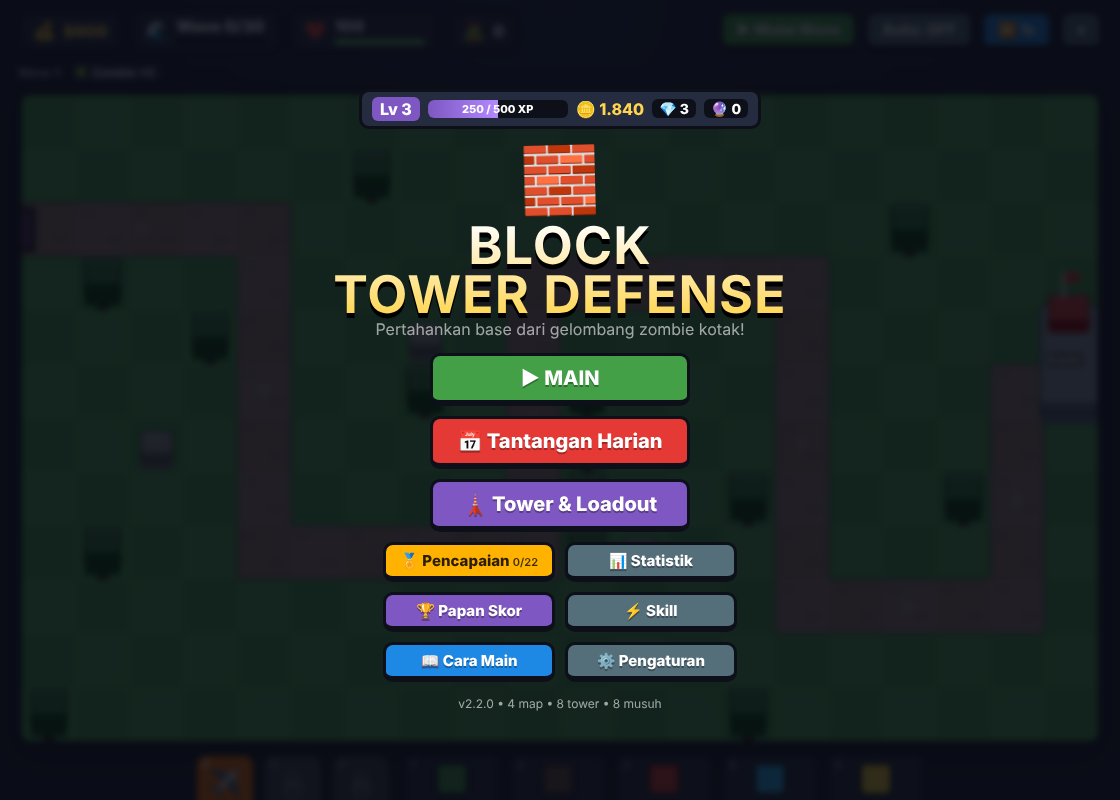 Lv 3 250 / 500 XP 1.840 3 0
BLOCK
TOWER DEFENSE
Pertahankan base dari gelombang zombie kotak!
▶ MAIN
Tantangan Harian
Tower & Loadout
Pencapaian 0/22
Statistik
Papan Skor
Skill
Cara Main
Pengaturan
v2.2.0 • 4 map • 8 tower • 8 musuh